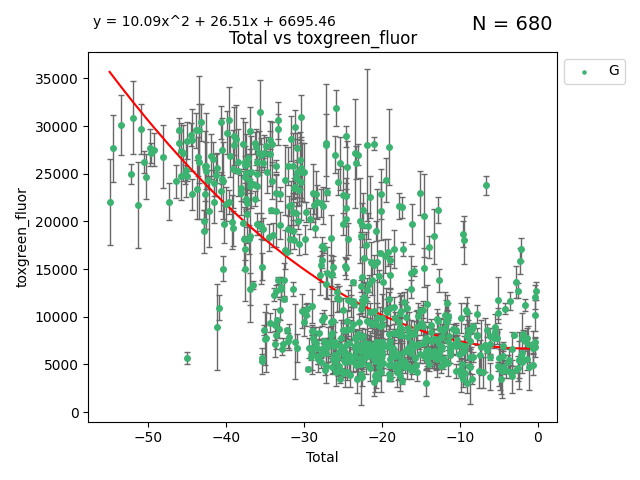 y = 10.09x^2 + 26.51x + 6695.46
N = 680
Total vs toxgreen_fluor
G
35000
30000
25000
20000
15000
10000
5000
0
toxgreen_fluor
−50 −40 −30 −20 −10 0
Total